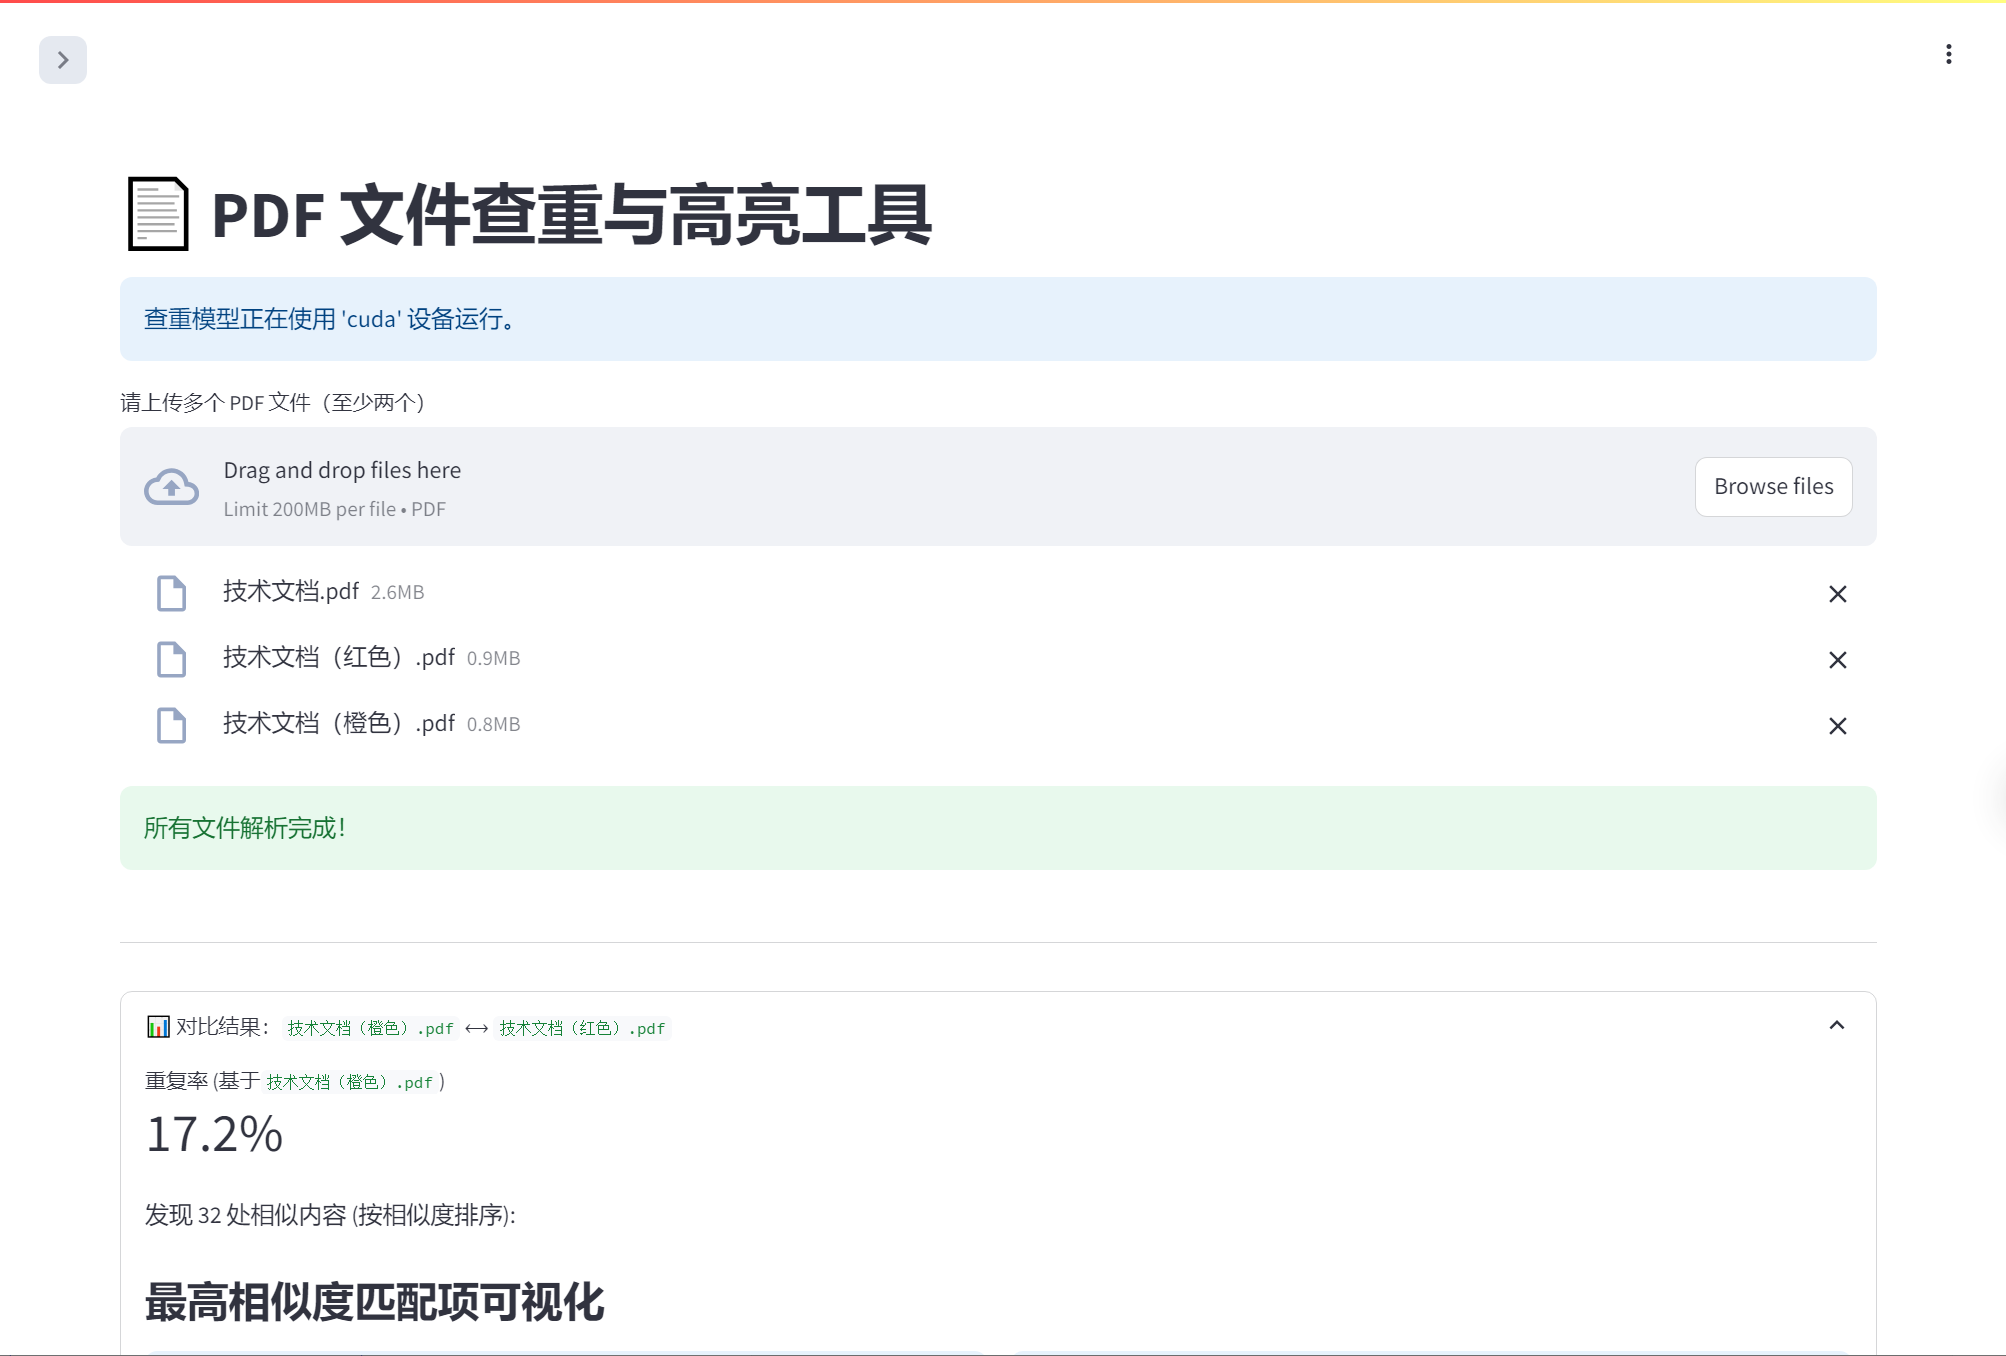 PDF 文件查重与高亮工具
查重模型正在使用 'cuda' 设备运行。
请上传多个 PDF 文件（至少两个）
Drag and drop files here
Limit 200MB per file • PDF
Browse files
技术文档.pdf 2.6MB
技术文档（红色）.pdf 0.9MB
技术文档（橙色）.pdf 0.8MB
所有文件解析完成！
对比结果： 技术文档（橙色）.pdf ↔ 技术文档（红色）.pdf
重复率 (基于 技术文档（橙色）.pdf )
17.2%
发现 32 处相似内容 (按相似度排序):
最高相似度匹配项可视化